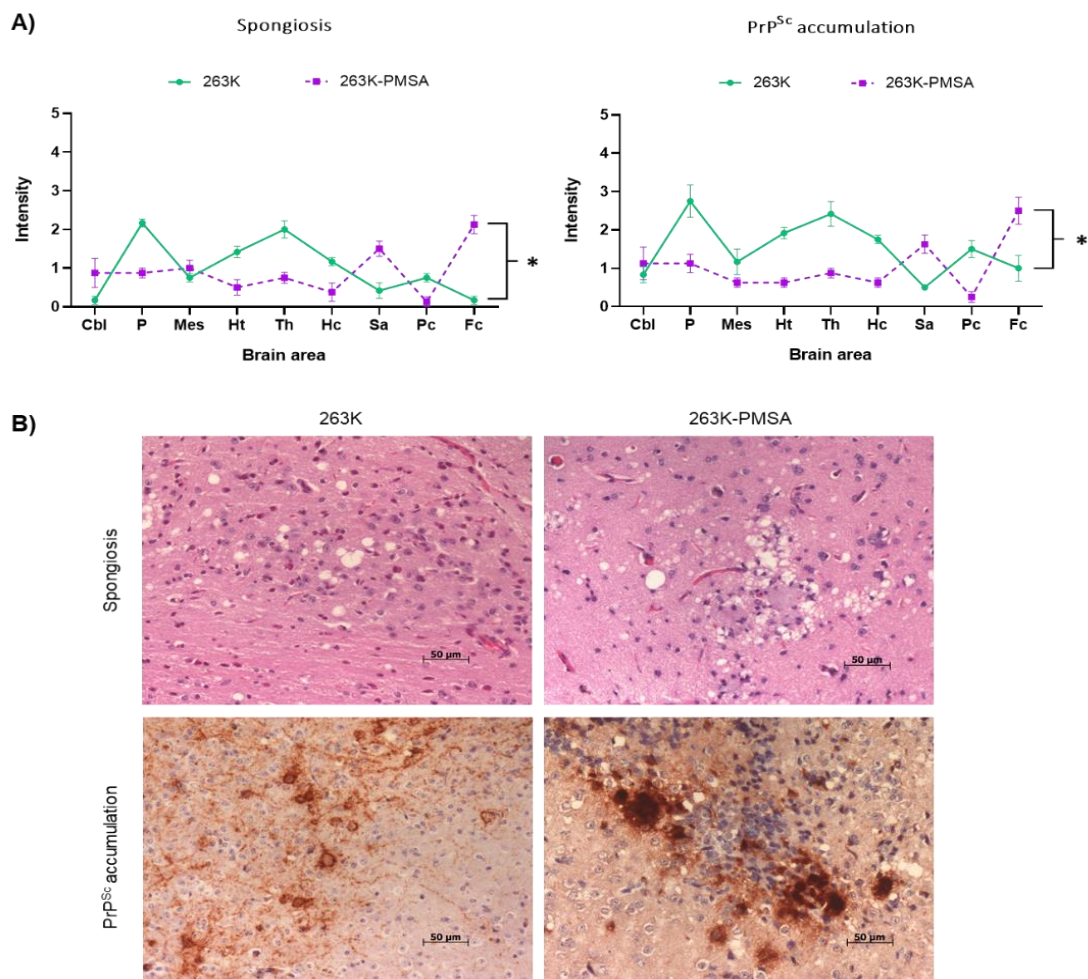 A)
Spongiosis
263K
263K-PMSA
Intensity
5
4
3
2
1
0
Cbl P Mes Ht Th Hc Sa Pc Fc
Brain area
*
PrP^Sc accumulation
263K
263K-PMSA
Intensity
5
4
3
2
1
0
Cbl P Mes Ht Th Hc Sa Pc Fc
Brain area
*
B)
263K
263K-PMSA
Spongiosis
50 µm
50 µm
PrP^Sc accumulation
50 µm
50 µm